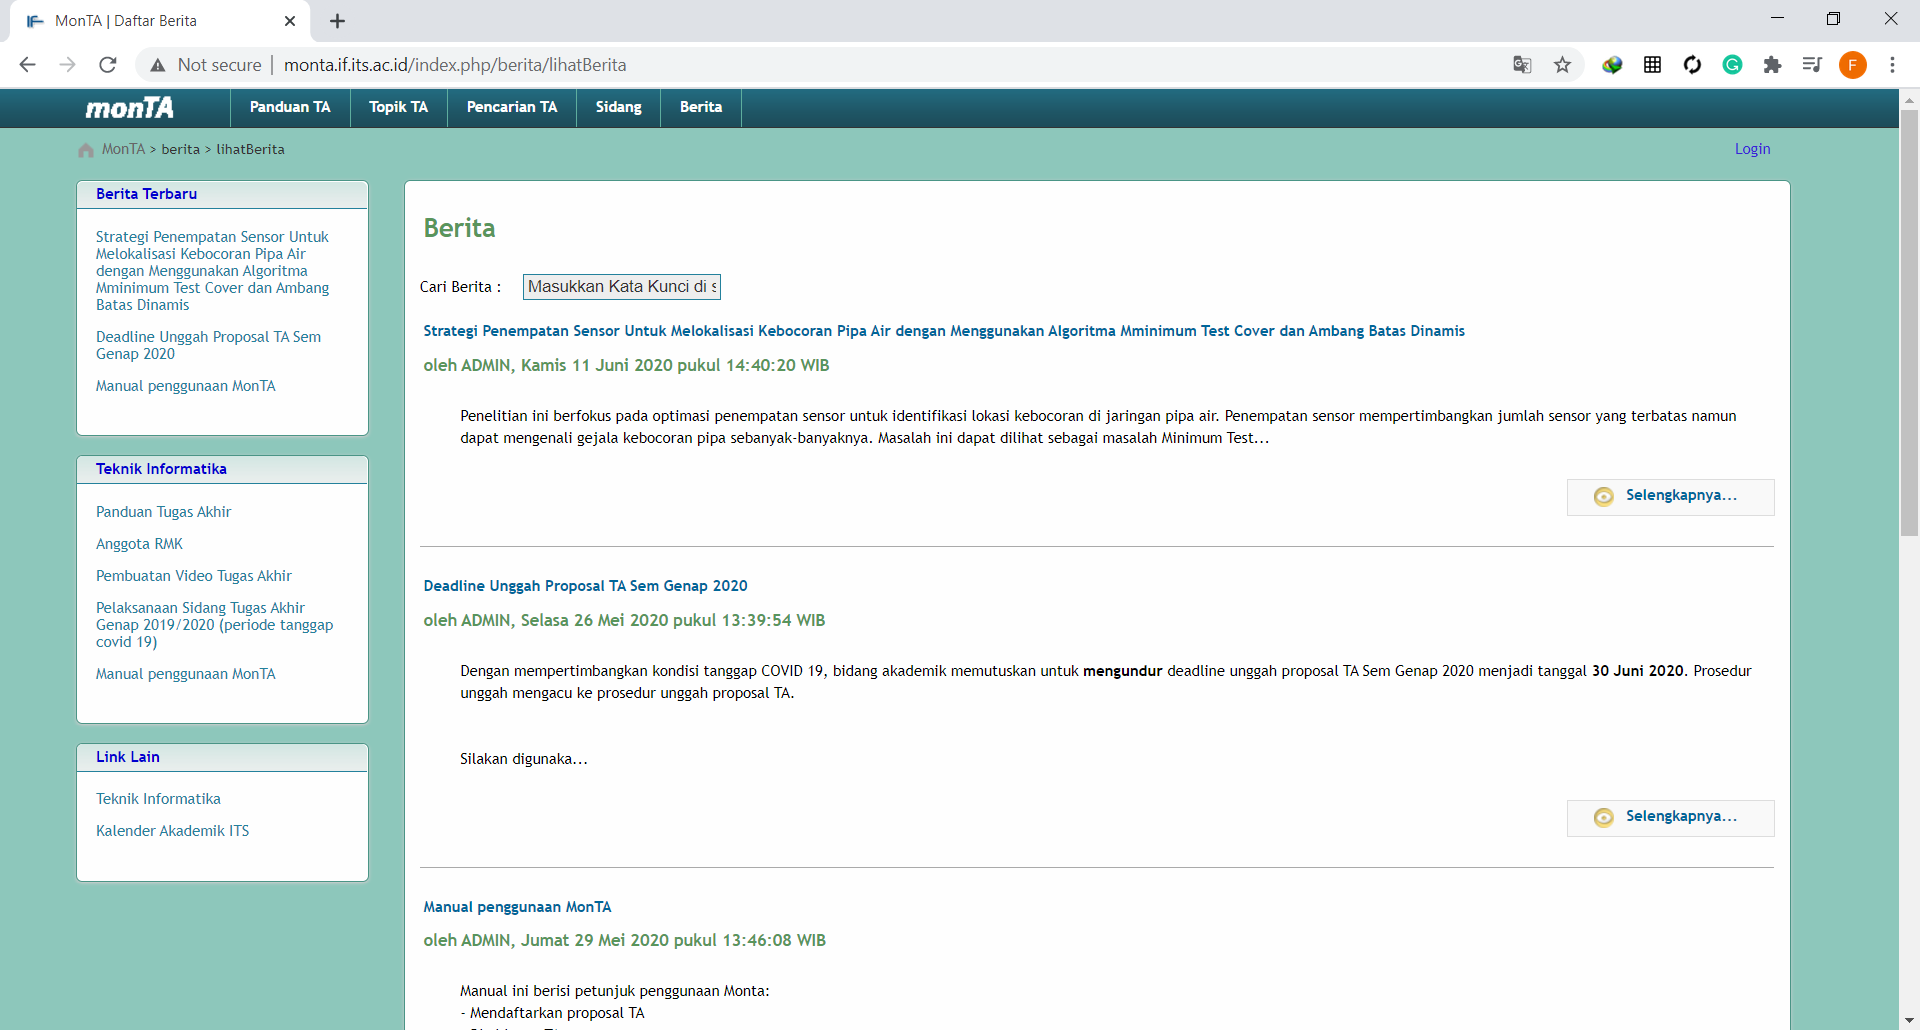 MonTA | Daftar Berita
Not secure | monta.if.its.ac.id/index.php/berita/lihatBerita
F
monTA
Panduan TA
Topik TA
Pencarian TA
Sidang
Berita
MonTA > berita > lihatBerita
Login
Berita Terbaru
Strategi Penempatan Sensor Untuk
Melokalisasi Kebocoran Pipa Air
dengan Menggunakan Algoritma
Mminimum Test Cover dan Ambang
Batas Dinamis
Deadline Unggah Proposal TA Sem
Genap 2020
Manual penggunaan MonTA
Teknik Informatika
Panduan Tugas Akhir
Anggota RMK
Pembuatan Video Tugas Akhir
Pelaksanaan Sidang Tugas Akhir
Genap 2019/2020 (periode tanggap
covid 19)
Manual penggunaan MonTA
Link Lain
Teknik Informatika
Kalender Akademik ITS
Berita
Cari Berita : Masukkan Kata Kunci di s
Strategi Penempatan Sensor Untuk Melokalisasi Kebocoran Pipa Air dengan Menggunakan Algoritma Mminimum Test Cover dan Ambang Batas Dinamis
oleh ADMIN, Kamis 11 Juni 2020 pukul 14:40:20 WIB
Penelitian ini berfokus pada optimasi penempatan sensor untuk identifikasi lokasi kebocoran di jaringan pipa air. Penempatan sensor mempertimbangkan jumlah sensor yang terbatas namun
dapat mengenali gejala kebocoran pipa sebanyak-banyaknya. Masalah ini dapat dilihat sebagai masalah Minimum Test...
Selengkapnya...
Deadline Unggah Proposal TA Sem Genap 2020
oleh ADMIN, Selasa 26 Mei 2020 pukul 13:39:54 WIB
Dengan mempertimbangkan kondisi tanggap COVID 19, bidang akademik memutuskan untuk mengundur deadline unggah proposal TA Sem Genap 2020 menjadi tanggal 30 Juni 2020. Prosedur
unggah mengacu ke prosedur unggah proposal TA.
Silakan digunaka...
Selengkapnya...
Manual penggunaan MonTA
oleh ADMIN, Jumat 29 Mei 2020 pukul 13:46:08 WIB
Manual ini berisi petunjuk penggunaan Monta:
- Mendaftarkan proposal TA